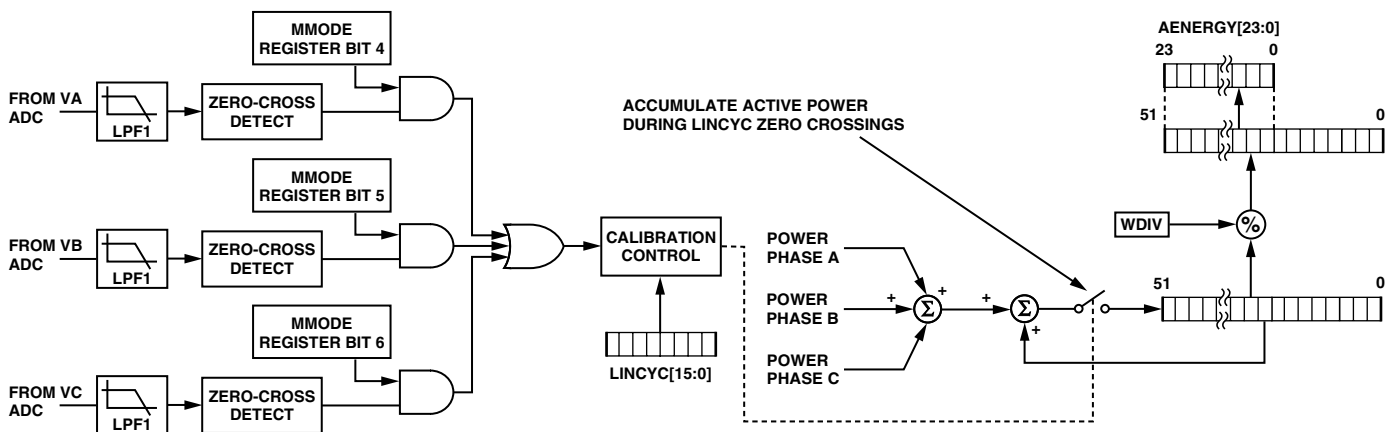 MMODE
REGISTER BIT 4
FROM VA
ADC
LPF1
ZERO-CROSS
DETECT
MMODE
REGISTER BIT 5
FROM VB
ADC
LPF1
ZERO-CROSS
DETECT
MMODE
REGISTER BIT 6
FROM VC
ADC
LPF1
ZERO-CROSS
DETECT
CALIBRATION
CONTROL
LINCYC[15:0]
ACCUMULATE ACTIVE POWER
DURING LINCYC ZERO CROSSINGS
POWER
PHASE A
POWER
PHASE B
POWER
PHASE C
+
+
Σ
+
Σ
+
AENERGY[23:0]
23 0
51 0
WDIV
%
51 0